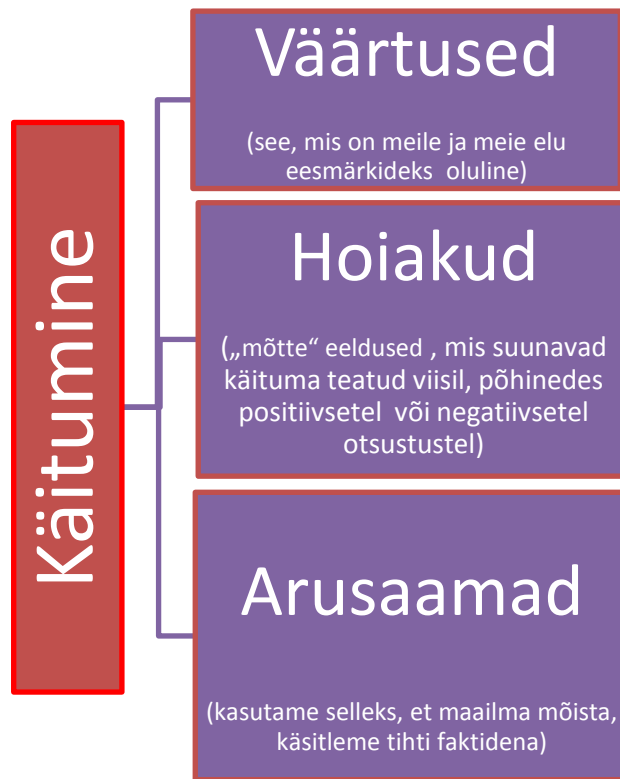 Käitumine
Väärtused
(see, mis on meile ja meie elu
eesmärkideks oluline)
Hoiakud
(„mõtte“ eeldused , mis suunavad
käituma teatud viisil, põhinedes
positiivsetel või negatiivsetel
otsustustel)
Arusaamad
(kasutame selleks, et maailma mõista,
käsitleme tihti faktidena)